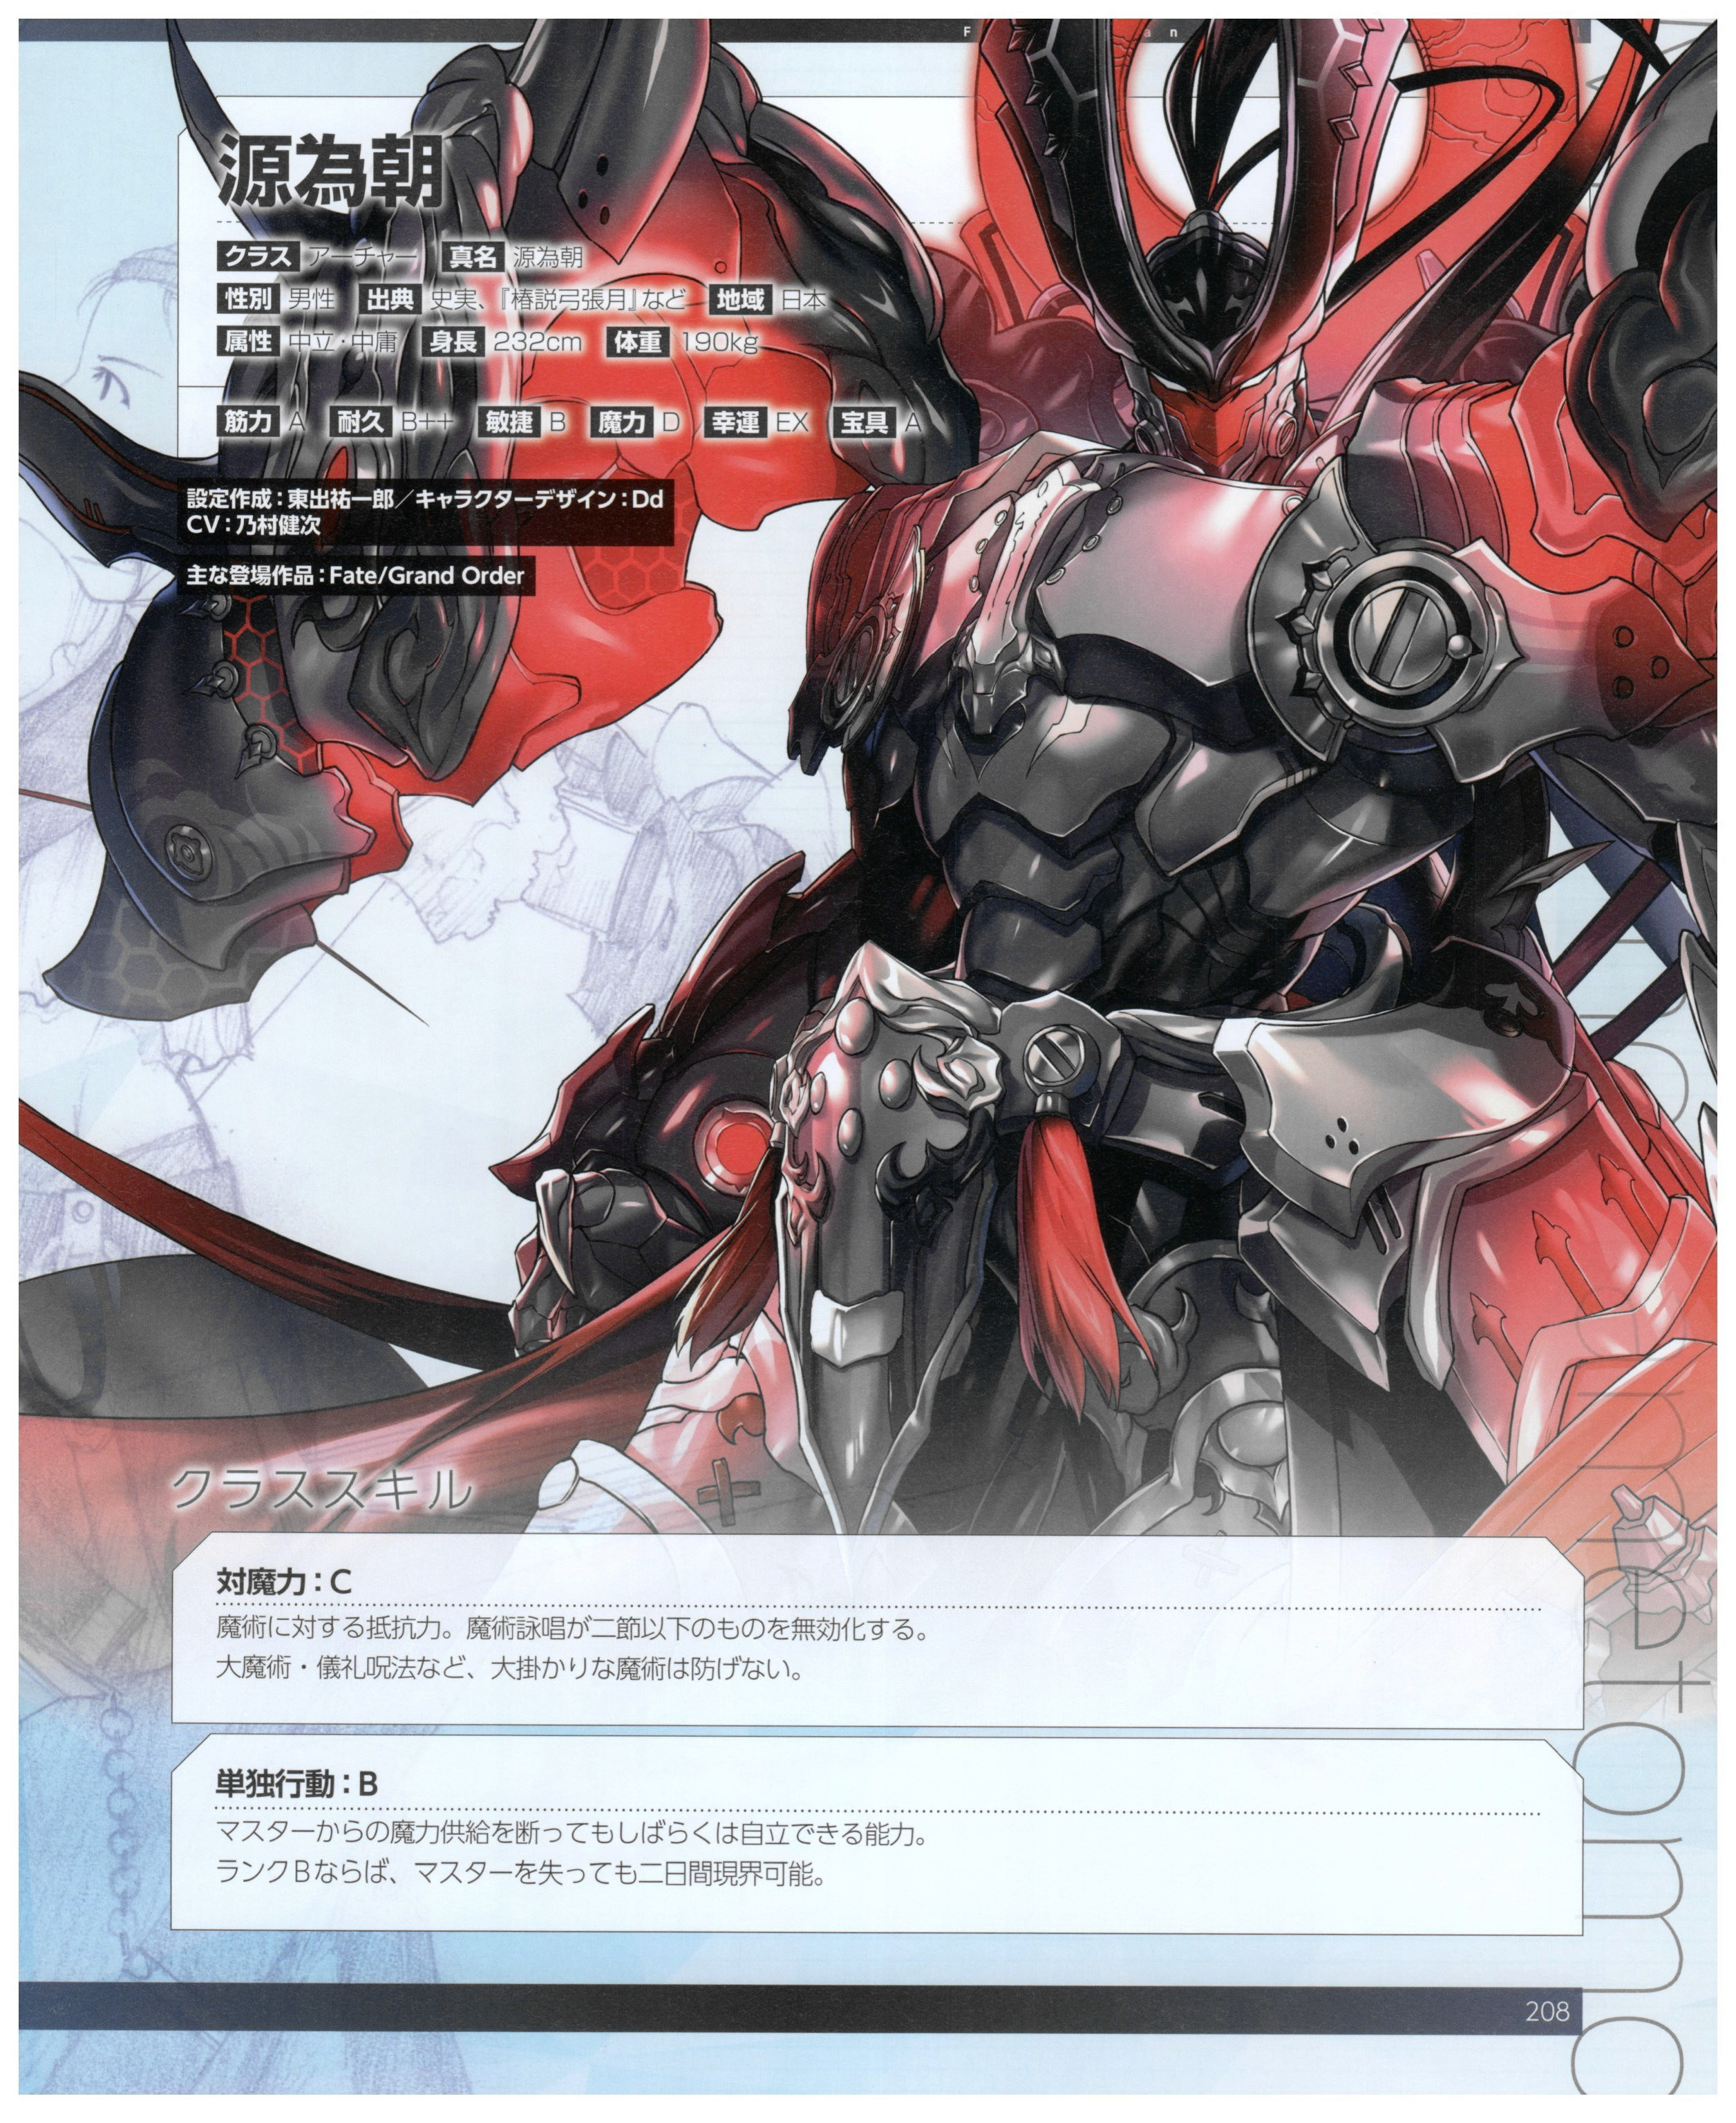 源為朝
クラス アーチャー 真名 源為朝
性別 男性 出典 史実、『椿説弓張月』など 地域 日本
属性 中立・中庸 身長 232cm 体重 190kg
筋力 A 耐久 B++ 敏捷 B 魔力 D 幸運 EX 宝具 A
設定作成：東出祐一郎／キャラクターデザイン：Dd
CV：乃村健次
主な登場作品：Fate/Grand Order
クラススキル
対魔力：C
魔術に対する抵抗力。魔術詠唱が二節以下のものを無効化する。
大魔術・儀礼呪法など、大掛かりな魔術は防げない。
単独行動：B
マスターからの魔力供給を断ってもしばらくは自立できる能力。
ランクBならば、マスターを失っても二日間現界可能。
208